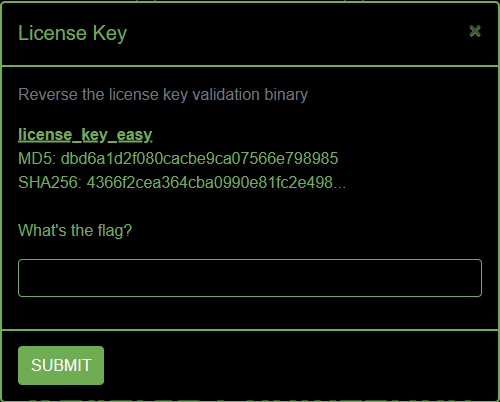 License Key
×
Reverse the license key validation binary
license_key_easy
MD5: dbd6a1d2f080cacbe9ca07566e798985
SHA256: 4366f2cea364cba0990e81fc2e498...
What's the flag?
SUBMIT